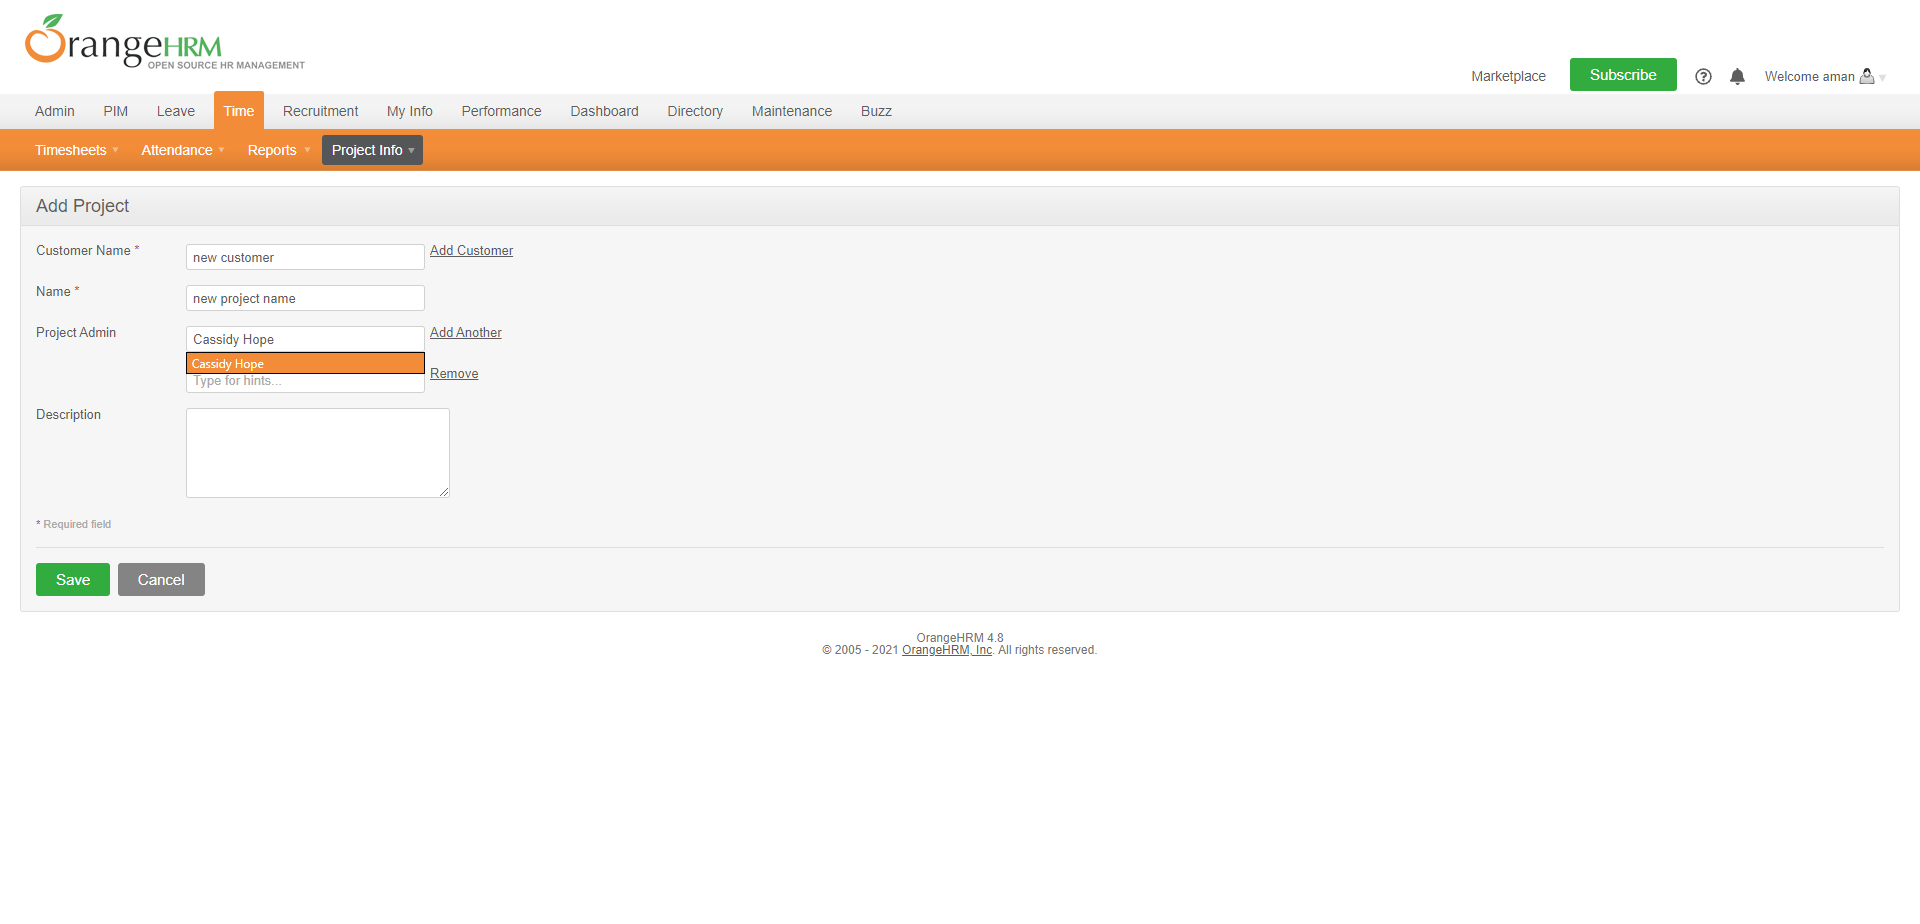 OrangeHRM
OPEN SOURCE HR MANAGEMENT
Marketplace
Subscribe
Welcome aman
Admin PIM Leave Time Recruitment My Info Performance Dashboard Directory Maintenance Buzz
Timesheets Attendance Reports Project Info
Add Project
Customer Name * new customer Add Customer
Name * new project name
Project Admin Cassidy Hope Add Another
Cassidy Hope
Type for hints... Remove
Description
* Required field
Save Cancel
OrangeHRM 4.8
© 2005 - 2021 OrangeHRM, Inc. All rights reserved.